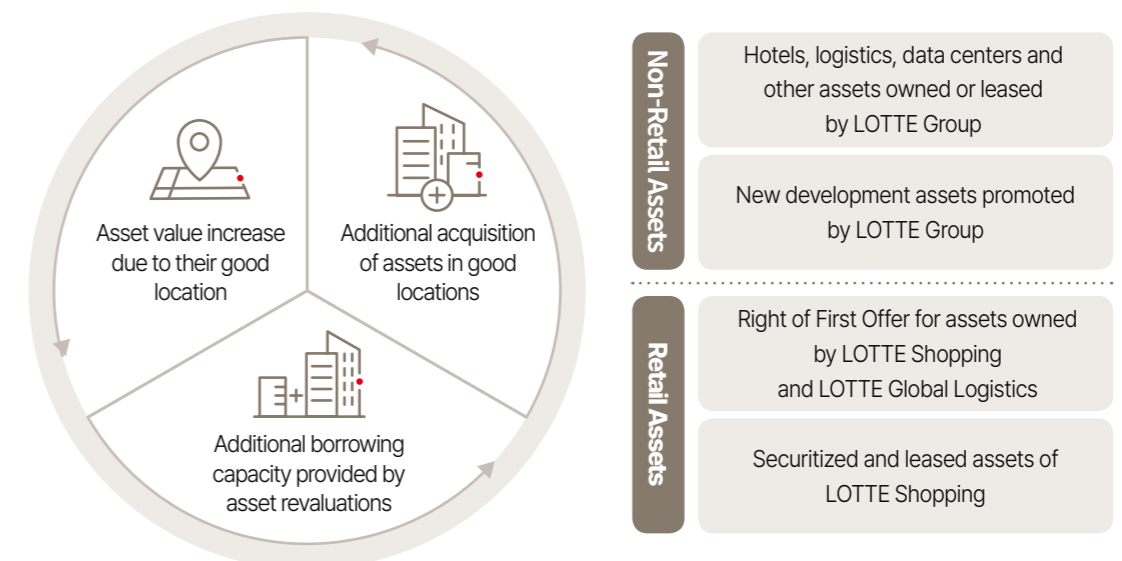 Asset value increase
due to their good
location
Additional acquisition
of assets in good
locations
Additional borrowing
capacity provided by
asset revaluations
Non-Retail Assets
Hotels, logistics, data centers and
other assets owned or leased
by LOTTE Group
New development assets promoted
by LOTTE Group
Retail Assets
Right of First Offer for assets owned
by LOTTE Shopping
and LOTTE Global Logistics
Securitized and leased assets of
LOTTE Shopping